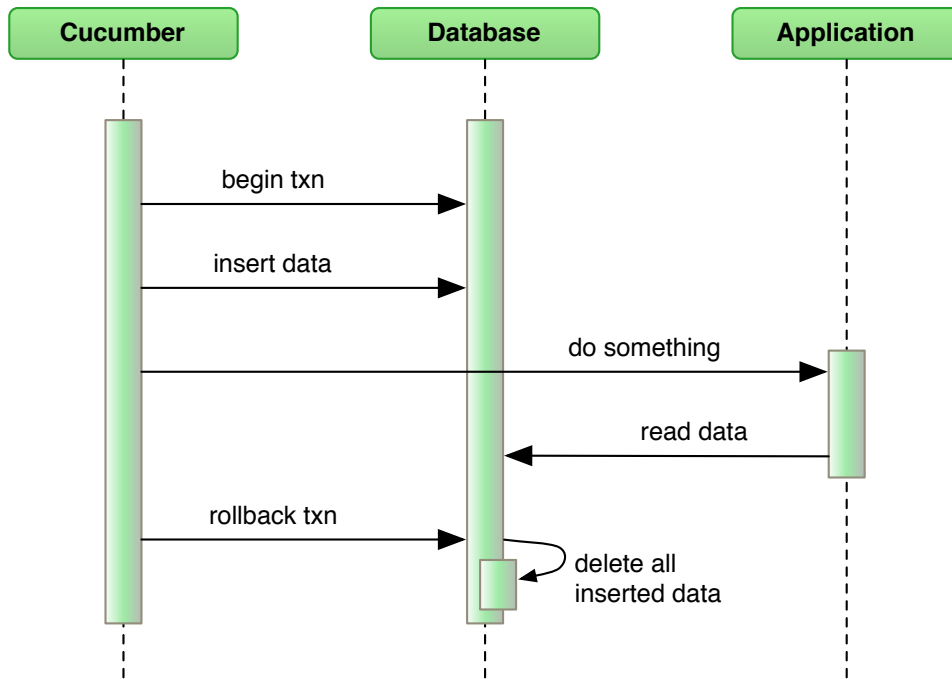 Cucumber
Database
Application
begin txn
insert data
do something
read data
rollback txn
delete all
inserted data